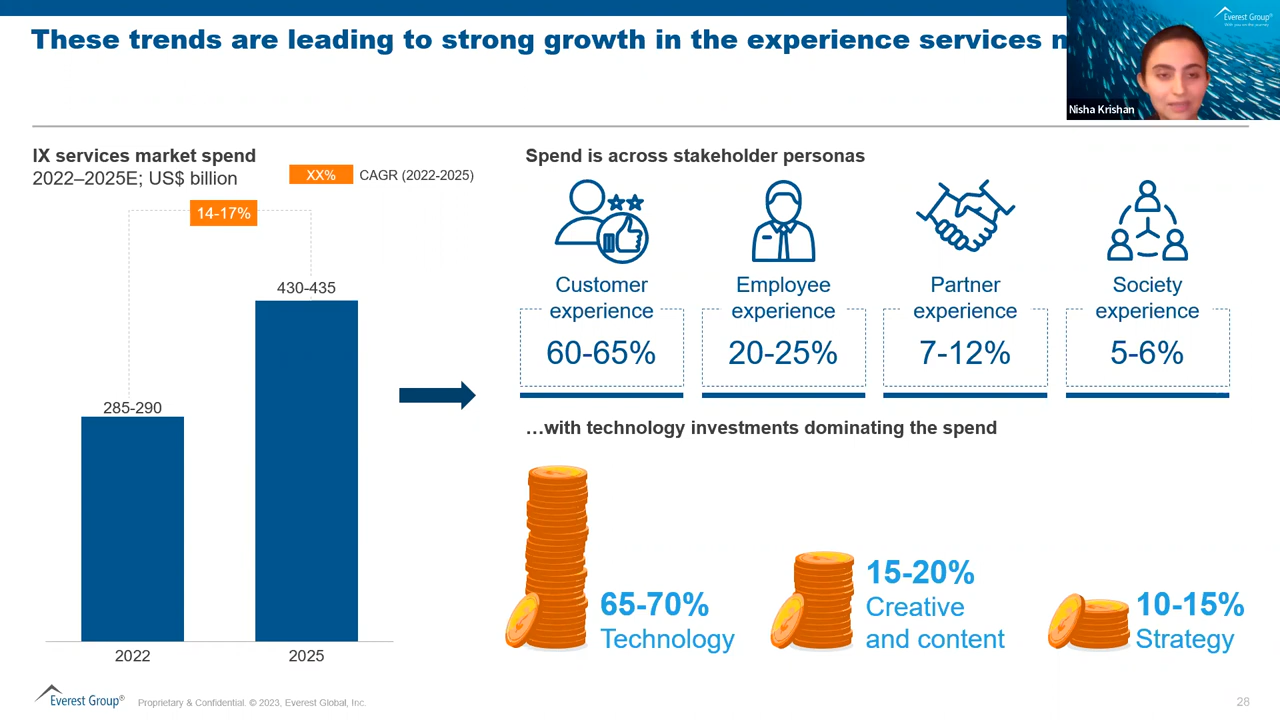 These trends are leading to strong growth in the experience services
Everest Group®
Nisha Krishan
IX services market spend
2022–2025E; US$ billion
XX% CAGR (2022-2025)
14-17%
430-435
285-290
2022 2025
Spend is across stakeholder personas
Customer experience
60-65%
Employee experience
20-25%
Partner experience
7-12%
Society experience
5-6%
…with technology investments dominating the spend
65-70%
Technology
15-20%
Creative
and content
10-15%
Strategy
Everest Group®
Proprietary & Confidential. © 2023, Everest Global, Inc.
28